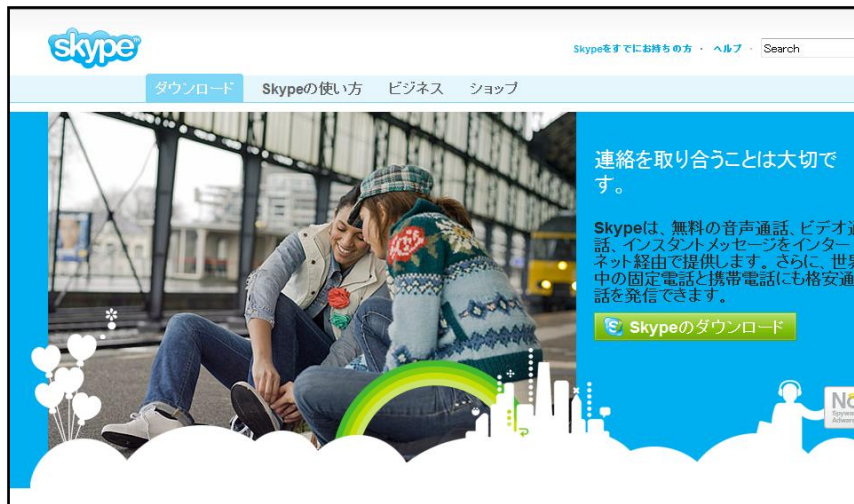 skype
Skypeをすでにお持ちの方 · ヘルプ · Search
ダウンロード Skypeの使い方 ビジネス ショップ
連絡を取り合うことは大切で
す。
Skypeは、無料の音声通話、ビデオ通
話、インスタントメッセージをインター
ネット経由で提供します。さらに、世界
中の固定電話と携帯電話にも格安通
話を発信できます。
Skypeのダウンロード